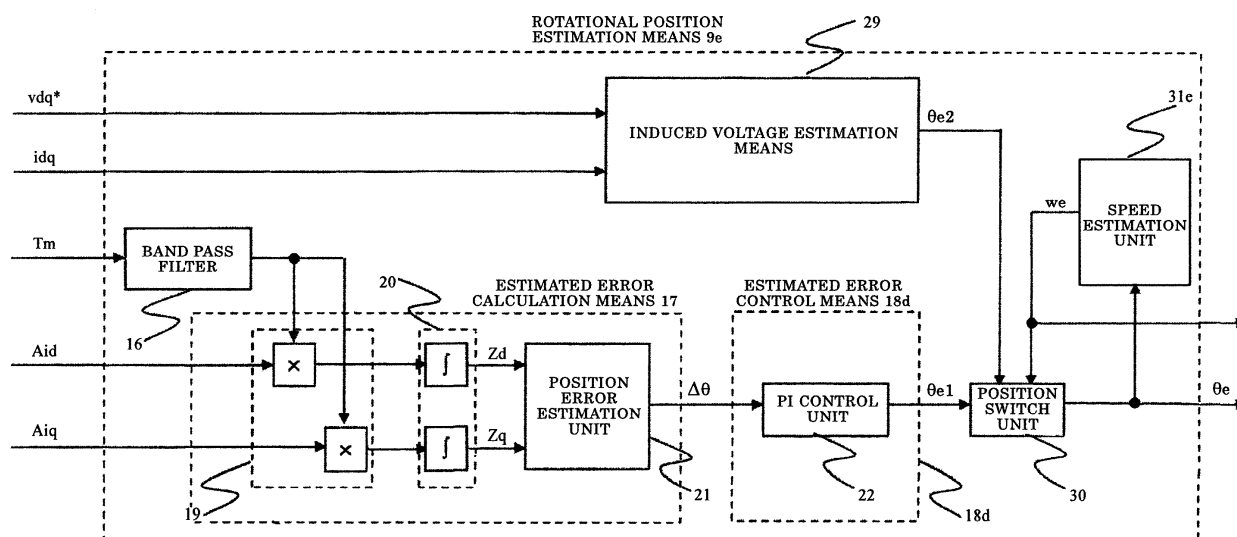 ROTATIONAL POSITION
ESTIMATION MEANS 9e
29
vdq*
idq
INDUCED VOLTAGE ESTIMATION
MEANS
θe2
31e
we
SPEED
ESTIMATION
UNIT
Tm
BAND PASS
FILTER
16
20
ESTIMATED ERROR
CALCULATION MEANS 17
ESTIMATED ERROR
CONTROL MEANS 18d
Aid
×
∫
Zd
POSITION
ERROR
ESTIMATION
UNIT
Δθ
PI CONTROL
UNIT
θe1
POSITION
SWITCH
UNIT
θe
Aiq
×
∫
Zq
19
21
22
18d
30